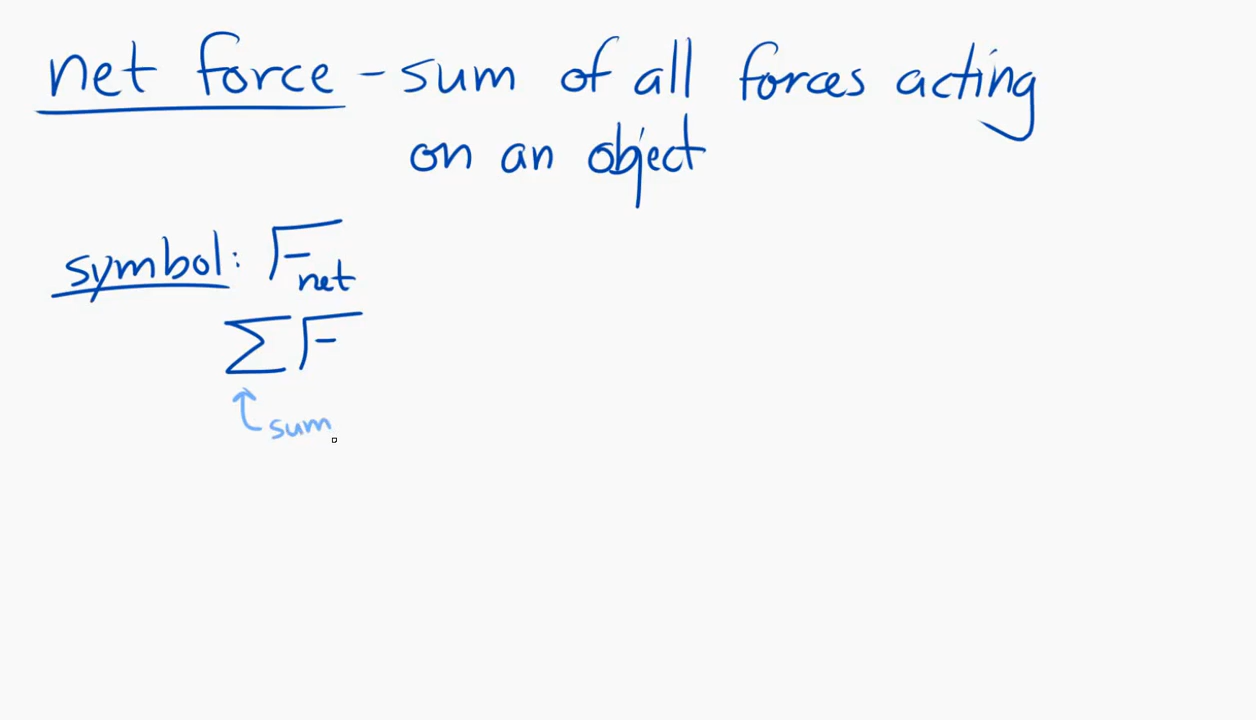 net force - sum of all forces acting
on an object
symbol: Fnet
ΣF
sum